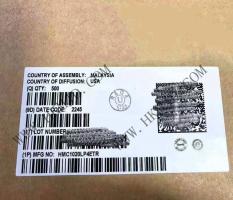 COUNTRY OF ASSEMBLY: MALAYSIA
COUNTRY OF DIFFUSION: USA
(Q) QTY: 500
(9D) DATE CODE: 2245
(1T) LOT NUMBER
(1P) MFG NO: HMC1020LP4ETR